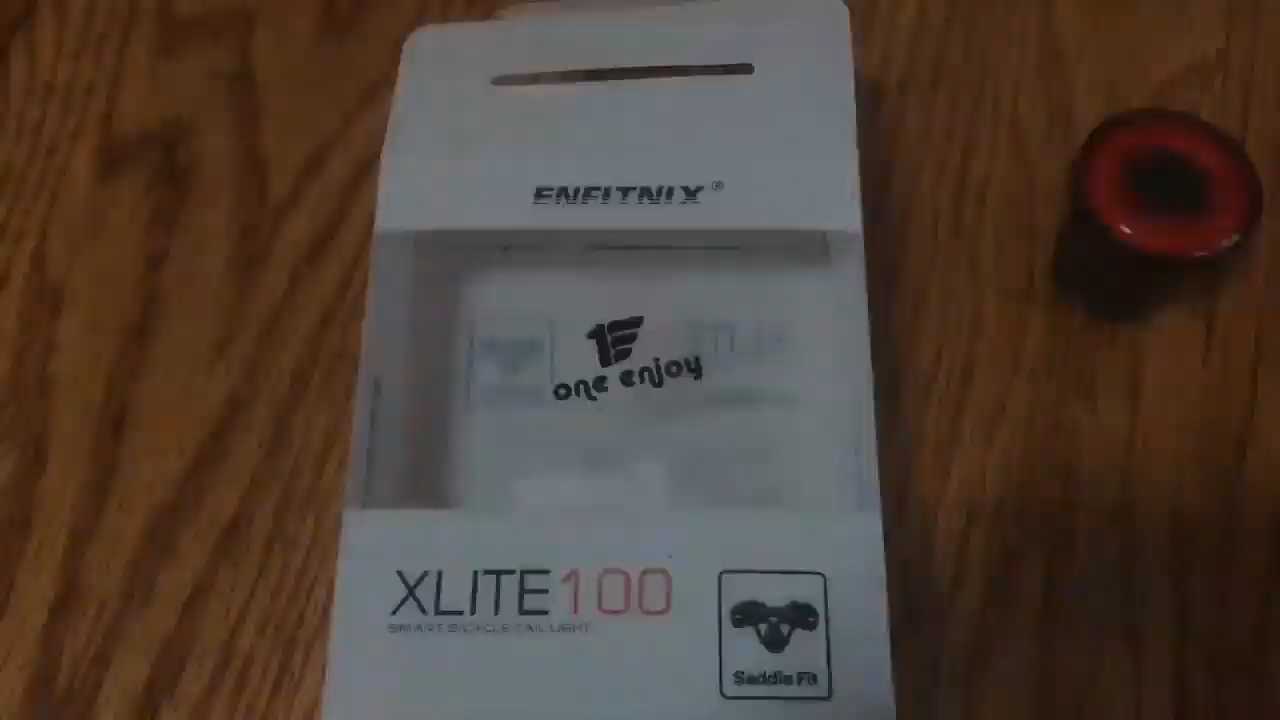 ENFITNIX®
one enjoy
XLITE100
SMART BICYCLE TAIL LIGHT
Saddle Fit